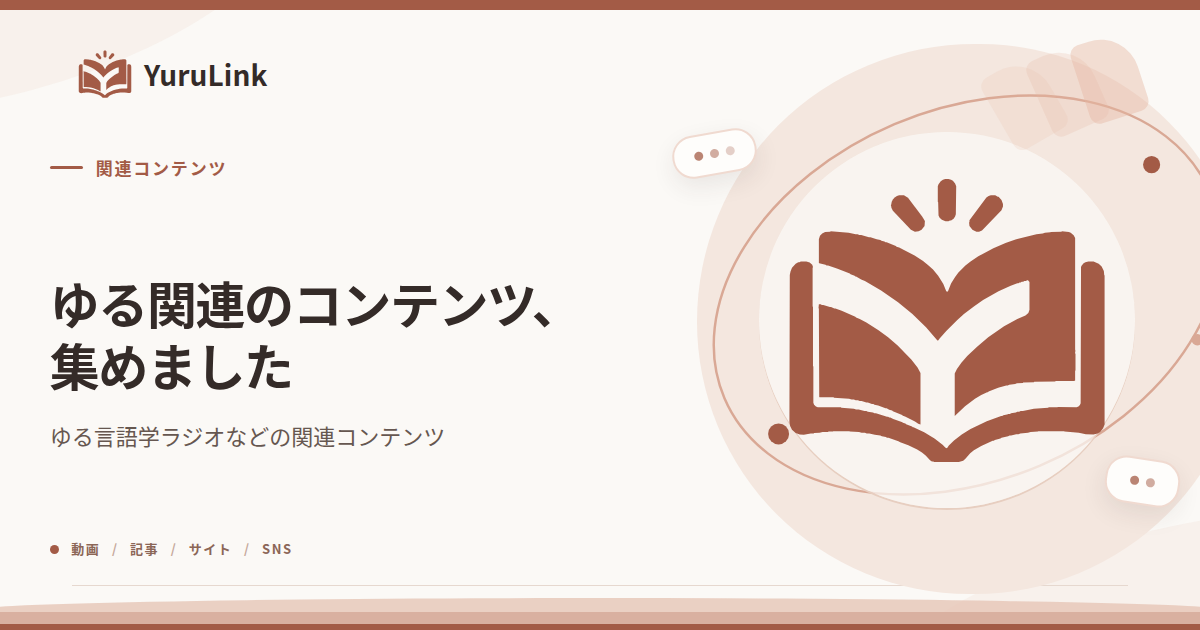 YuruLink
関連コンテンツ
ゆる関連のコンテンツ、
集めました
ゆる言語学ラジオなどの関連コンテンツ
動画 / 記事 / サイト / SNS